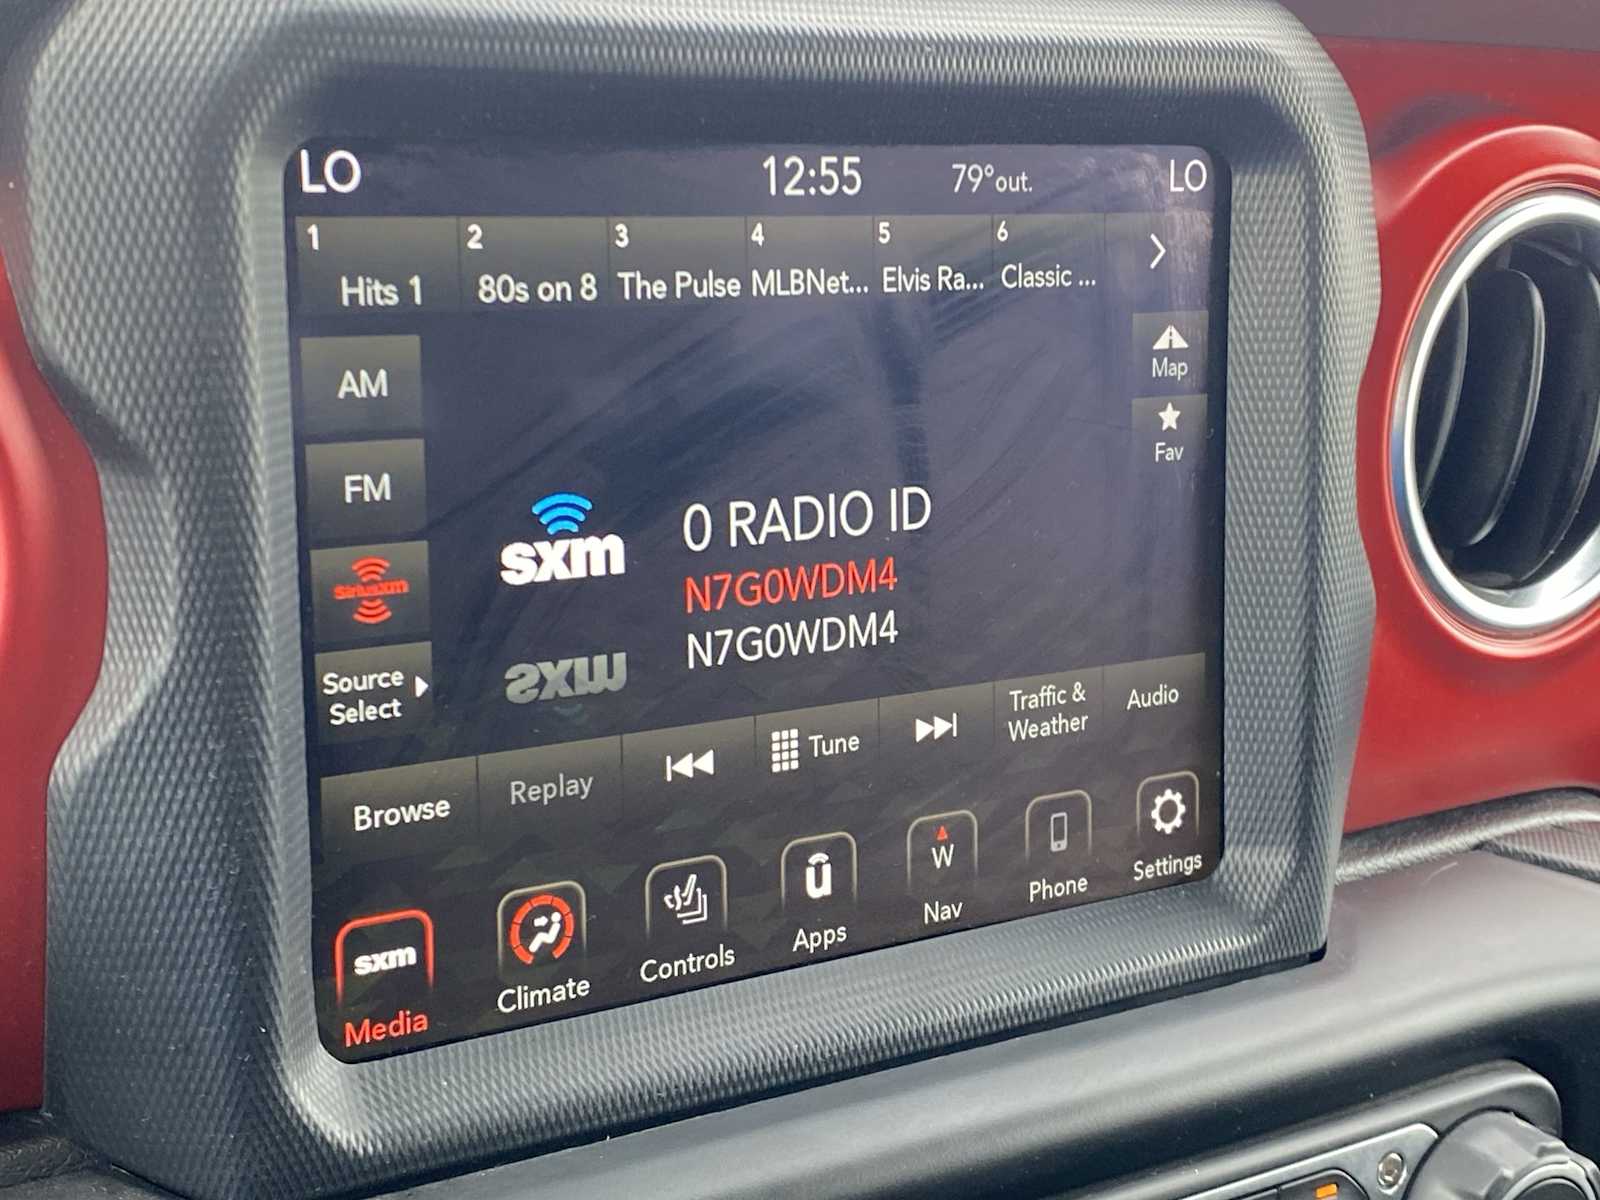 LO 12:55 79°out. LO
1 2 3 4 5 6
Hits 1 80s on 8 The Pulse MLBNet... Elvis Ra... Classic ...
AM
Map
FM
Fav
SiriusXM
sxm
0 RADIO ID
N7G0WDM4
N7G0WDM4
Source
Select
Browse Replay Tune Traffic &
Weather
Audio
sxm
W
Media Climate Controls Apps Nav Phone Settings